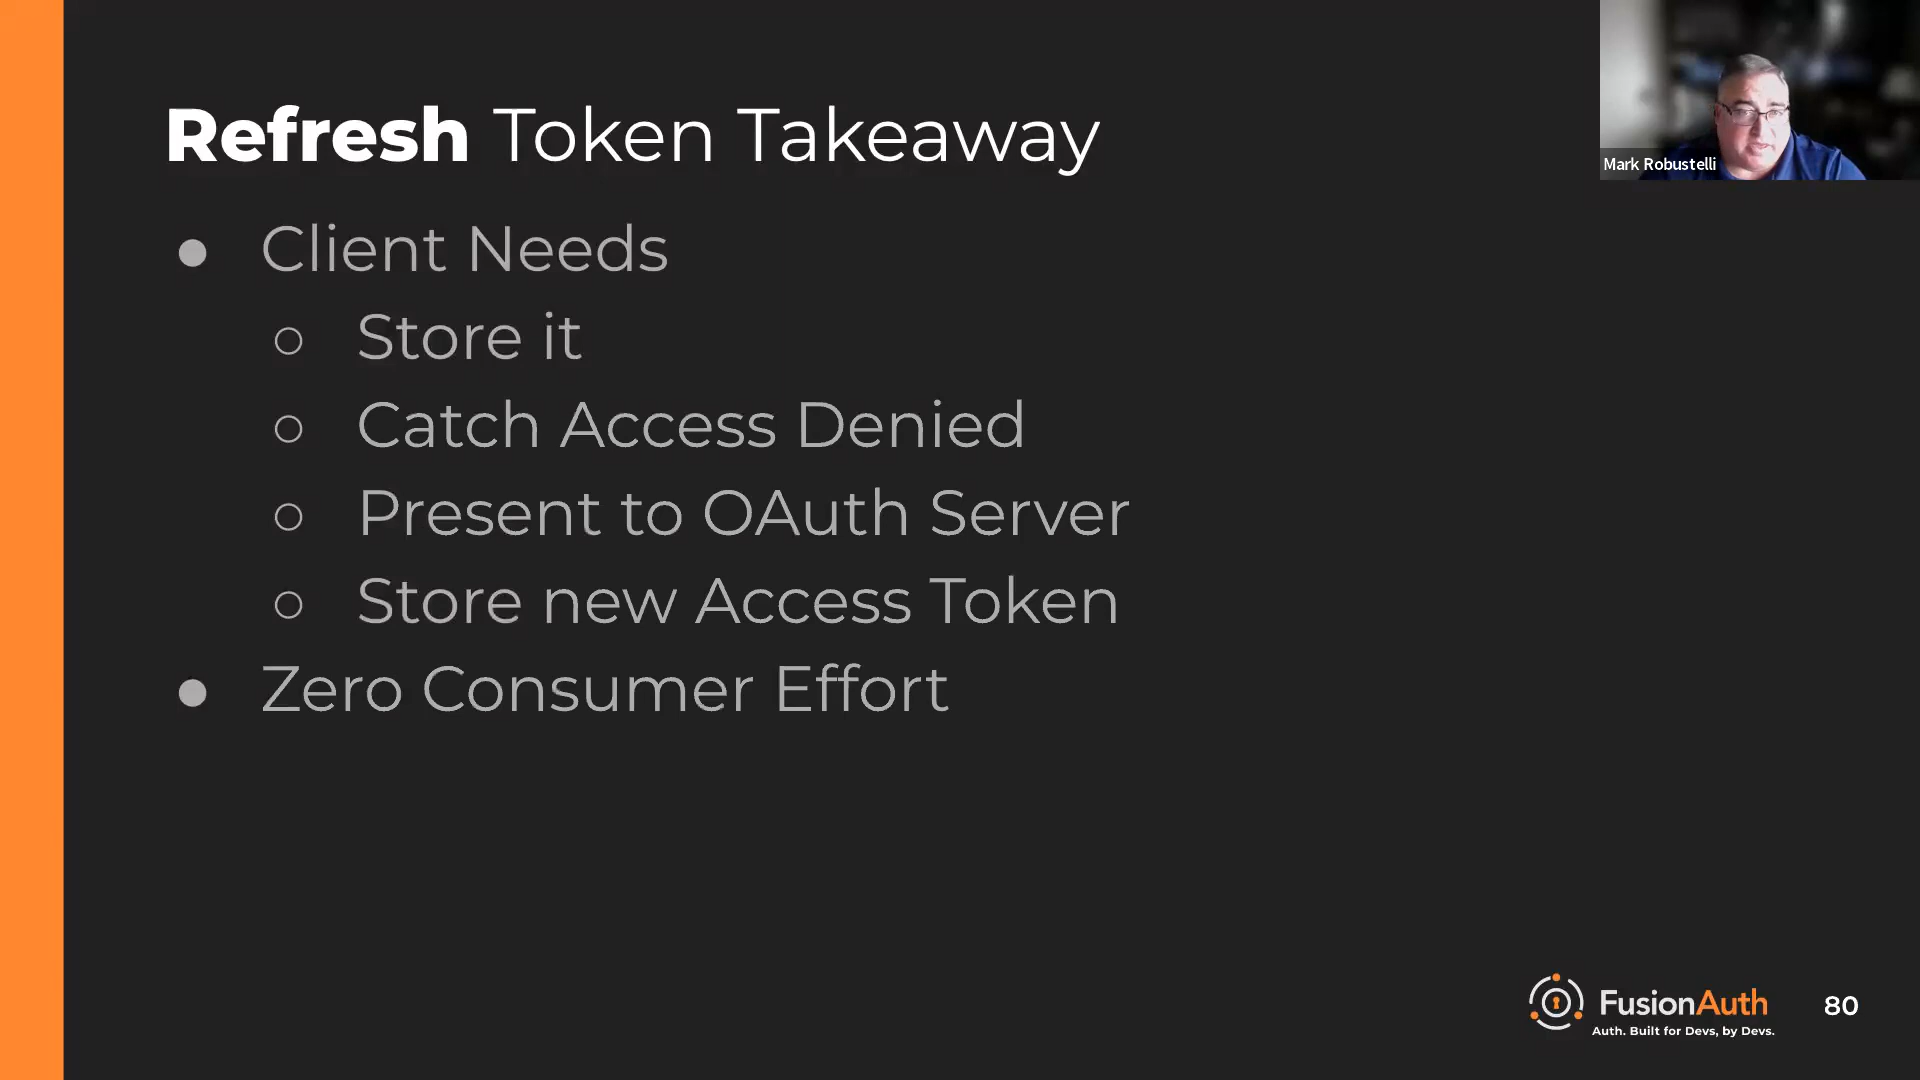 Refresh Token Takeaway
Mark Robustelli
● Client Needs
○ Store it
○ Catch Access Denied
○ Present to OAuth Server
○ Store new Access Token
● Zero Consumer Effort
FusionAuth
Auth. Built for Devs, by Devs.
80